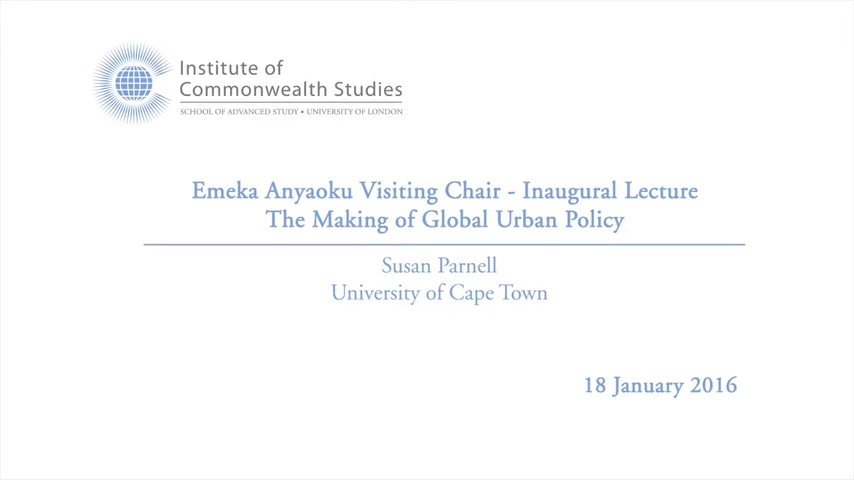 Institute of
Commonwealth Studies
SCHOOL OF ADVANCED STUDY • UNIVERSITY OF LONDON
Emeka Anyaoku Visiting Chair - Inaugural Lecture
The Making of Global Urban Policy
Susan Parnell
University of Cape Town
18 January 2016